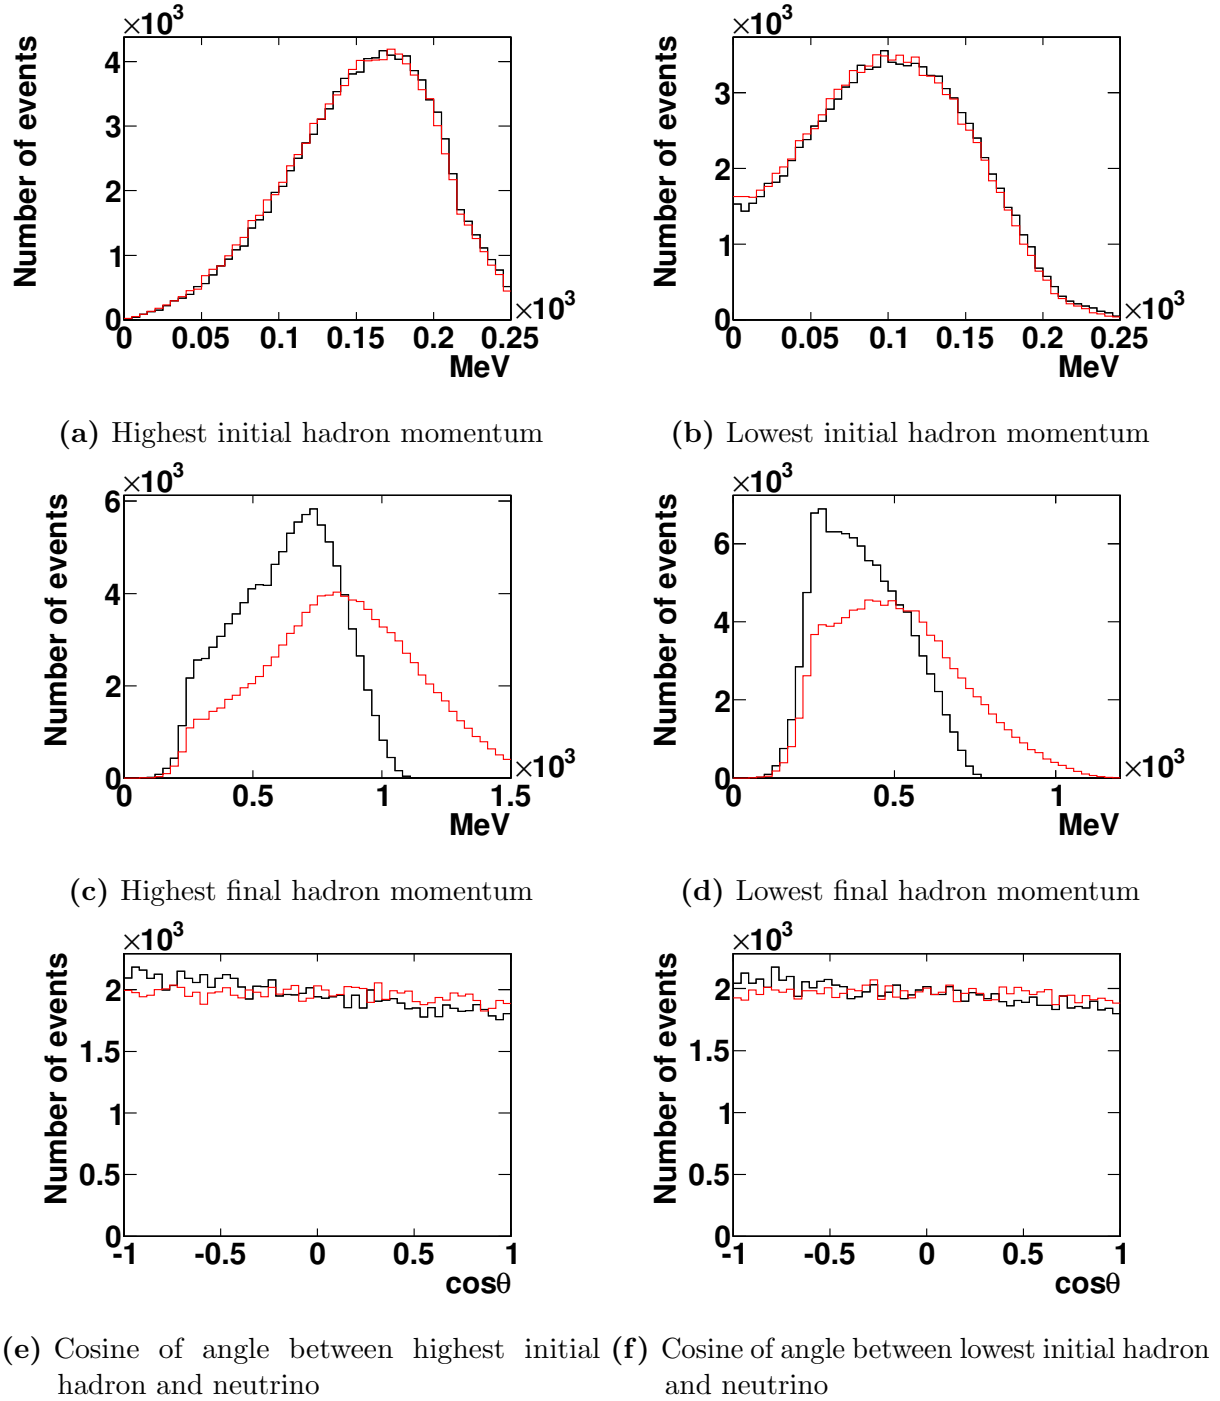 ×10³ ×10³
Number of events Number of events
4
3
2
1
0
3
2
1
0
×10³ ×10³
0 0.05 0.1 0.15 0.2 0.25 0 0.05 0.1 0.15 0.2 0.25
MeV MeV
(a) Highest initial hadron momentum (b) Lowest initial hadron momentum
×10³ ×10³
Number of events Number of events
6
4
2
0
6
4
2
0
×10³ ×10³
0 0.5 1 1.5 0 0.5 1
MeV MeV
(c) Highest final hadron momentum (d) Lowest final hadron momentum
×10³ ×10³
Number of events Number of events
2
1.5
1
0.5
0
2
1.5
1
0.5
0
-1 -0.5 0 0.5 1 -1 -0.5 0 0.5 1
cosθ cosθ
(e) Cosine of angle between highest initial (f) Cosine of angle between lowest initial hadron
hadron and neutrino and neutrino